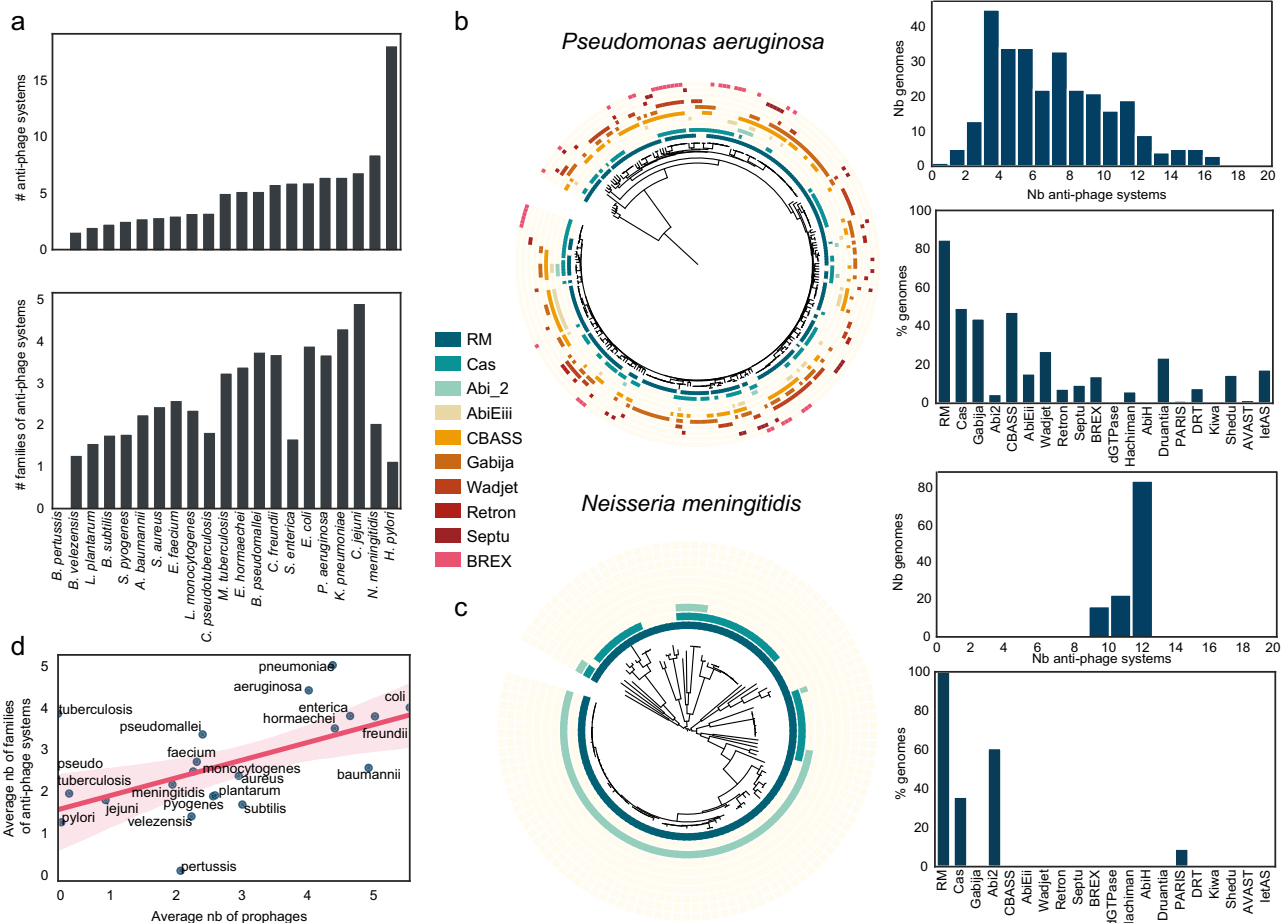 a
# anti-phage systems
15
10
5
0
# families of anti-phage systems
5
4
3
2
1
0
B. pertussis
B. velezensis
L. plantarum
B. subtilis
S. pyogenes
A. baumannii
S. aureus
E. faecium
L. monocytogenes
C. pseudotuberculosis
M. tuberculosis
E. hormaechei
B. pseudomallei
C. freundii
S. enterica
E. coli
P. aeruginosa
K. pneumoniae
C. jejuni
N. meningitidis
H. pylori
b
Pseudomonas aeruginosa
RM
Cas
Abi_2
AbiEiii
CBASS
Gabija
Wadjet
Retron
Septu
BREX
Nb genomes
40
30
20
10
0
0 2 4 6 8 10 12 14 16 18 20
Nb anti-phage systems
% genomes
100
80
60
40
20
0
RM
Cas
Gabija
Abi2
CBASS
AbiEii
Wadjet
Retron
Septu
BREX
dGTPase
Hachiman
AbiH
Druantia
PARIS
DRT
Kiwa
Shedu
AVAST
IetAS
Neisseria meningitidis
c
Nb genomes
80
60
40
20
0
0 2 4 6 8 10 12 14 16 18 20
Nb anti-phage systems
% genomes
100
80
60
40
20
0
RM
Cas
Gabija
Abi2
CBASS
AbiEii
Wadjet
Retron
Septu
BREX
dGTPase
Hachiman
AbiH
Druantia
PARIS
DRT
Kiwa
Shedu
AVAST
IetAS
d
Average nb of families
of anti-phage systems
5
4
3
2
1
0
pneumoniae
aeruginosa
coli
tuberculosis
enterica
pseudomallei
hormaechei
freundii
faecium
pseudo
tuberculosis
monocytogenes
aureus
baumannii
meningitidis
plantarum
jejuni
pyogenes
subtilis
pylori
velezensis
pertussis
0 1 2 3 4 5
Average nb of prophages